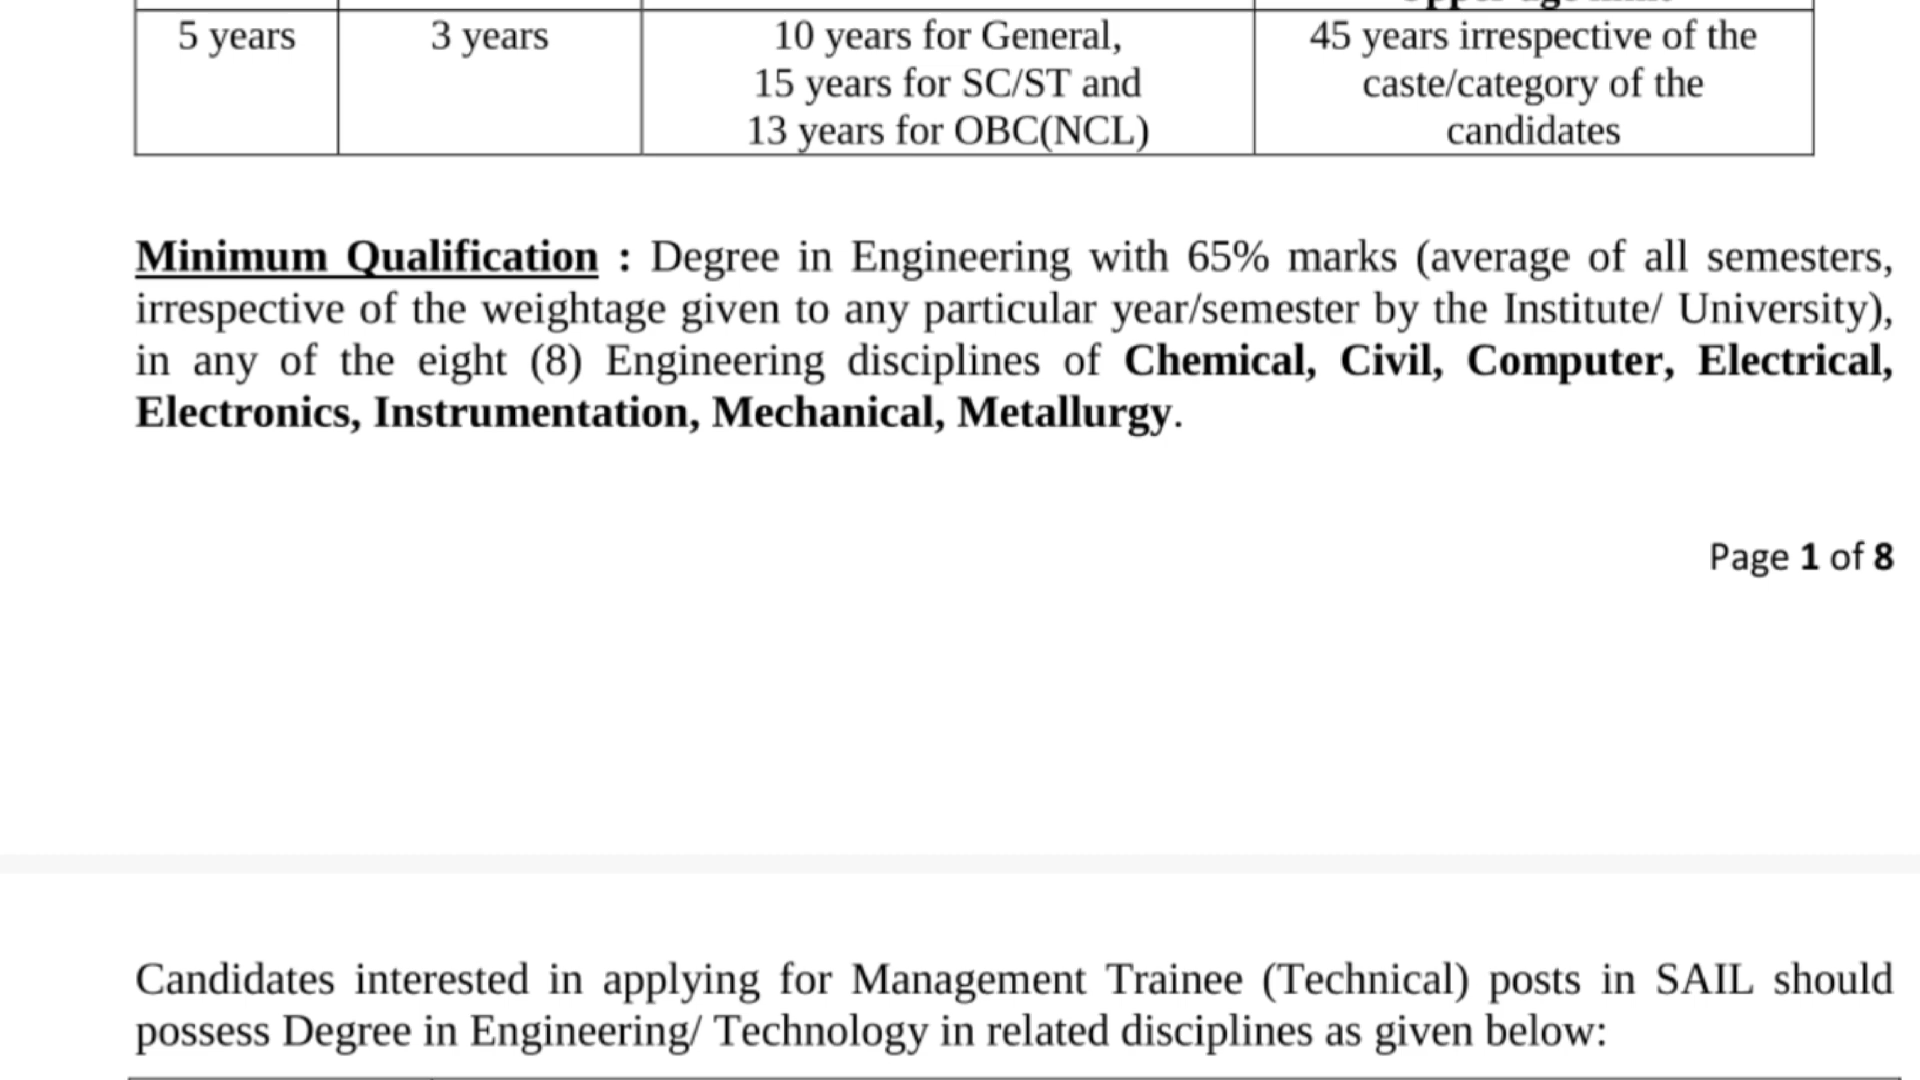 5 years 3 years 10 years for General, 45 years irrespective of the
15 years for SC/ST and caste/category of the
13 years for OBC(NCL) candidates
Minimum Qualification : Degree in Engineering with 65% marks (average of all semesters,
irrespective of the weightage given to any particular year/semester by the Institute/ University),
in any of the eight (8) Engineering disciplines of Chemical, Civil, Computer, Electrical,
Electronics, Instrumentation, Mechanical, Metallurgy.
Page 1 of 8
Candidates interested in applying for Management Trainee (Technical) posts in SAIL should
possess Degree in Engineering/ Technology in related disciplines as given below: